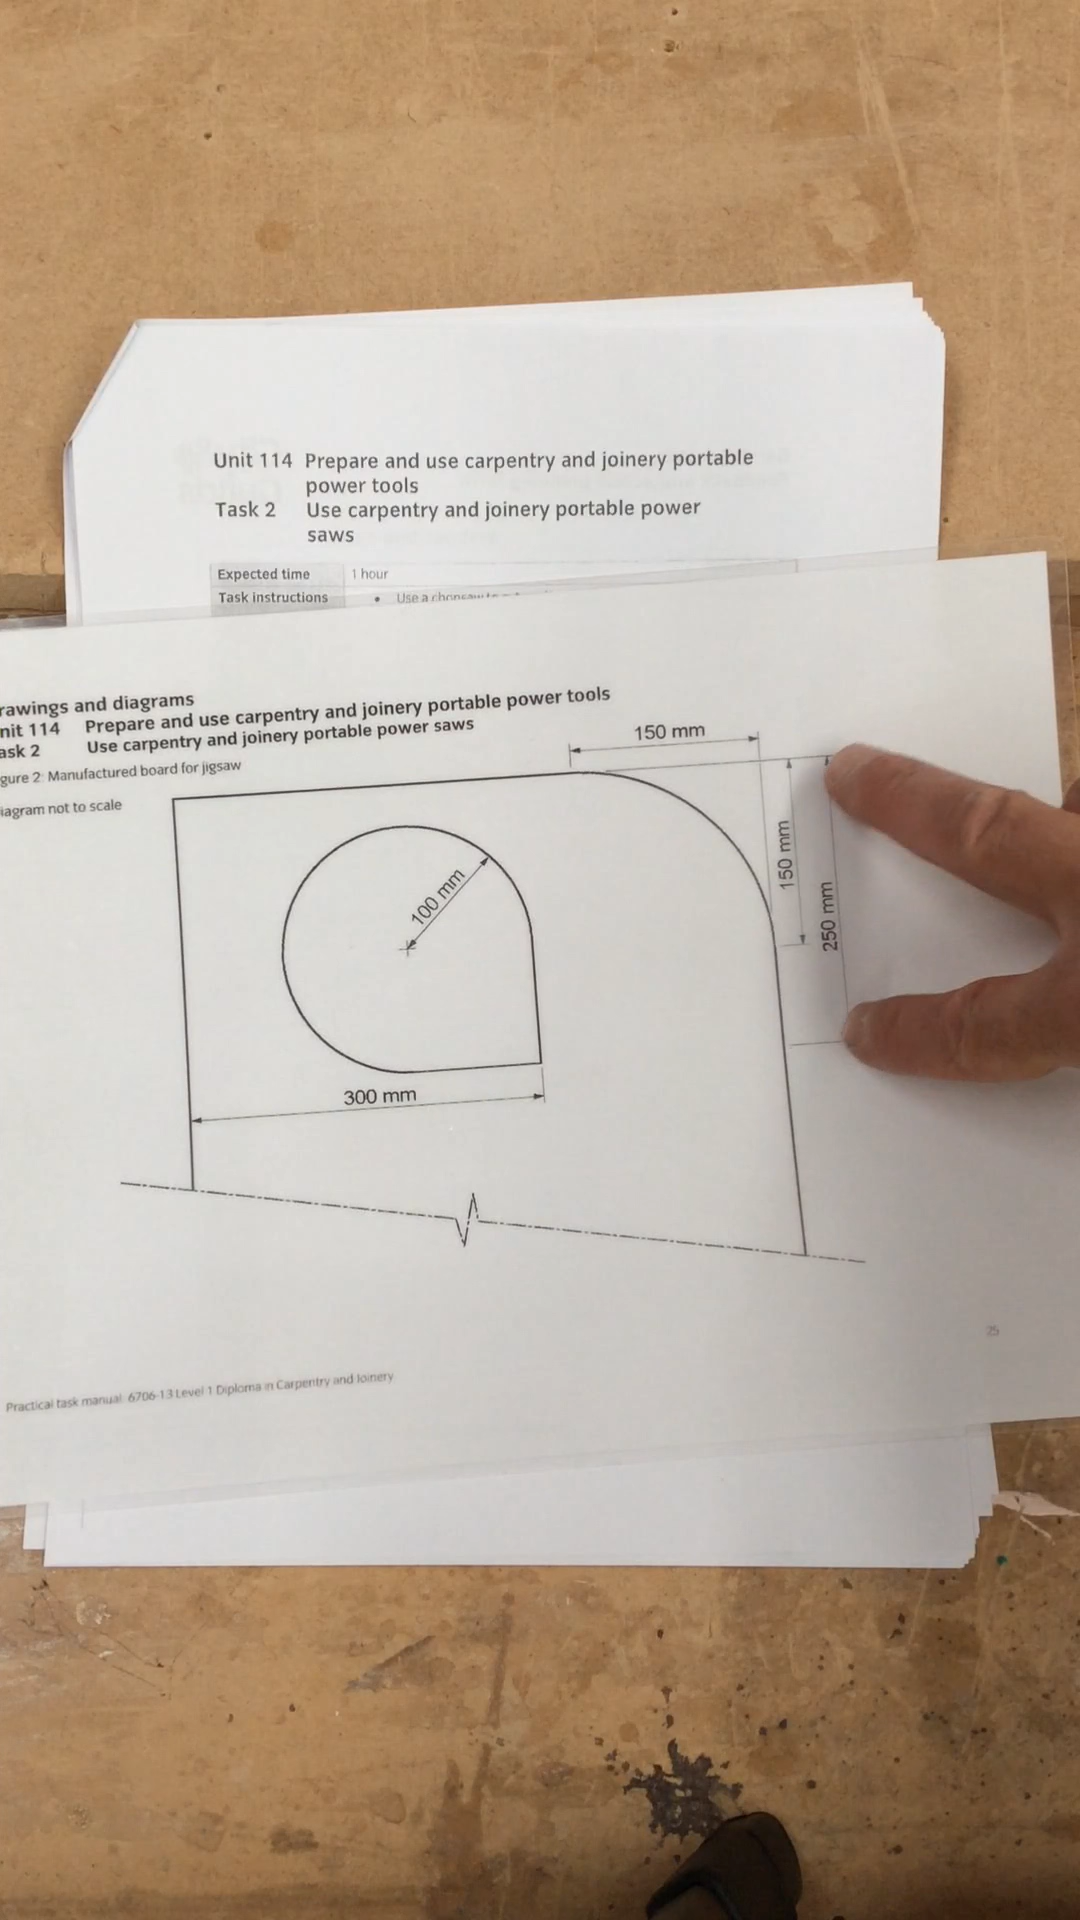 Unit 114 Prepare and use carpentry and joinery portable
power tools
Task 2 Use carpentry and joinery portable power
saws
Expected time 1 hour
Task instructions • Use a chopsaw to
rawings and diagrams
nit 114 Prepare and use carpentry and joinery portable power tools
ask 2 Use carpentry and joinery portable power saws
gure 2: Manufactured board for jigsaw
iagram not to scale
150 mm
150 mm
250 mm
100 mm
300 mm
25
Practical task manual 6706-13 Level 1 Diploma in Carpentry and Joinery